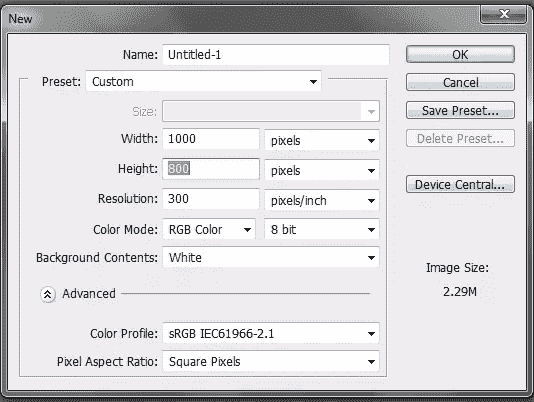 New
Name: Untitled-1
OK
Preset: Custom
Cancel
Size:
Save Preset...
Width: 1000 pixels
Delete Preset...
Height: 800 pixels
Resolution: 300 pixels/inch
Device Central...
Color Mode: RGB Color 8 bit
Background Contents: White
Image Size:
2.29M
Advanced
Color Profile: sRGB IEC61966-2.1
Pixel Aspect Ratio: Square Pixels